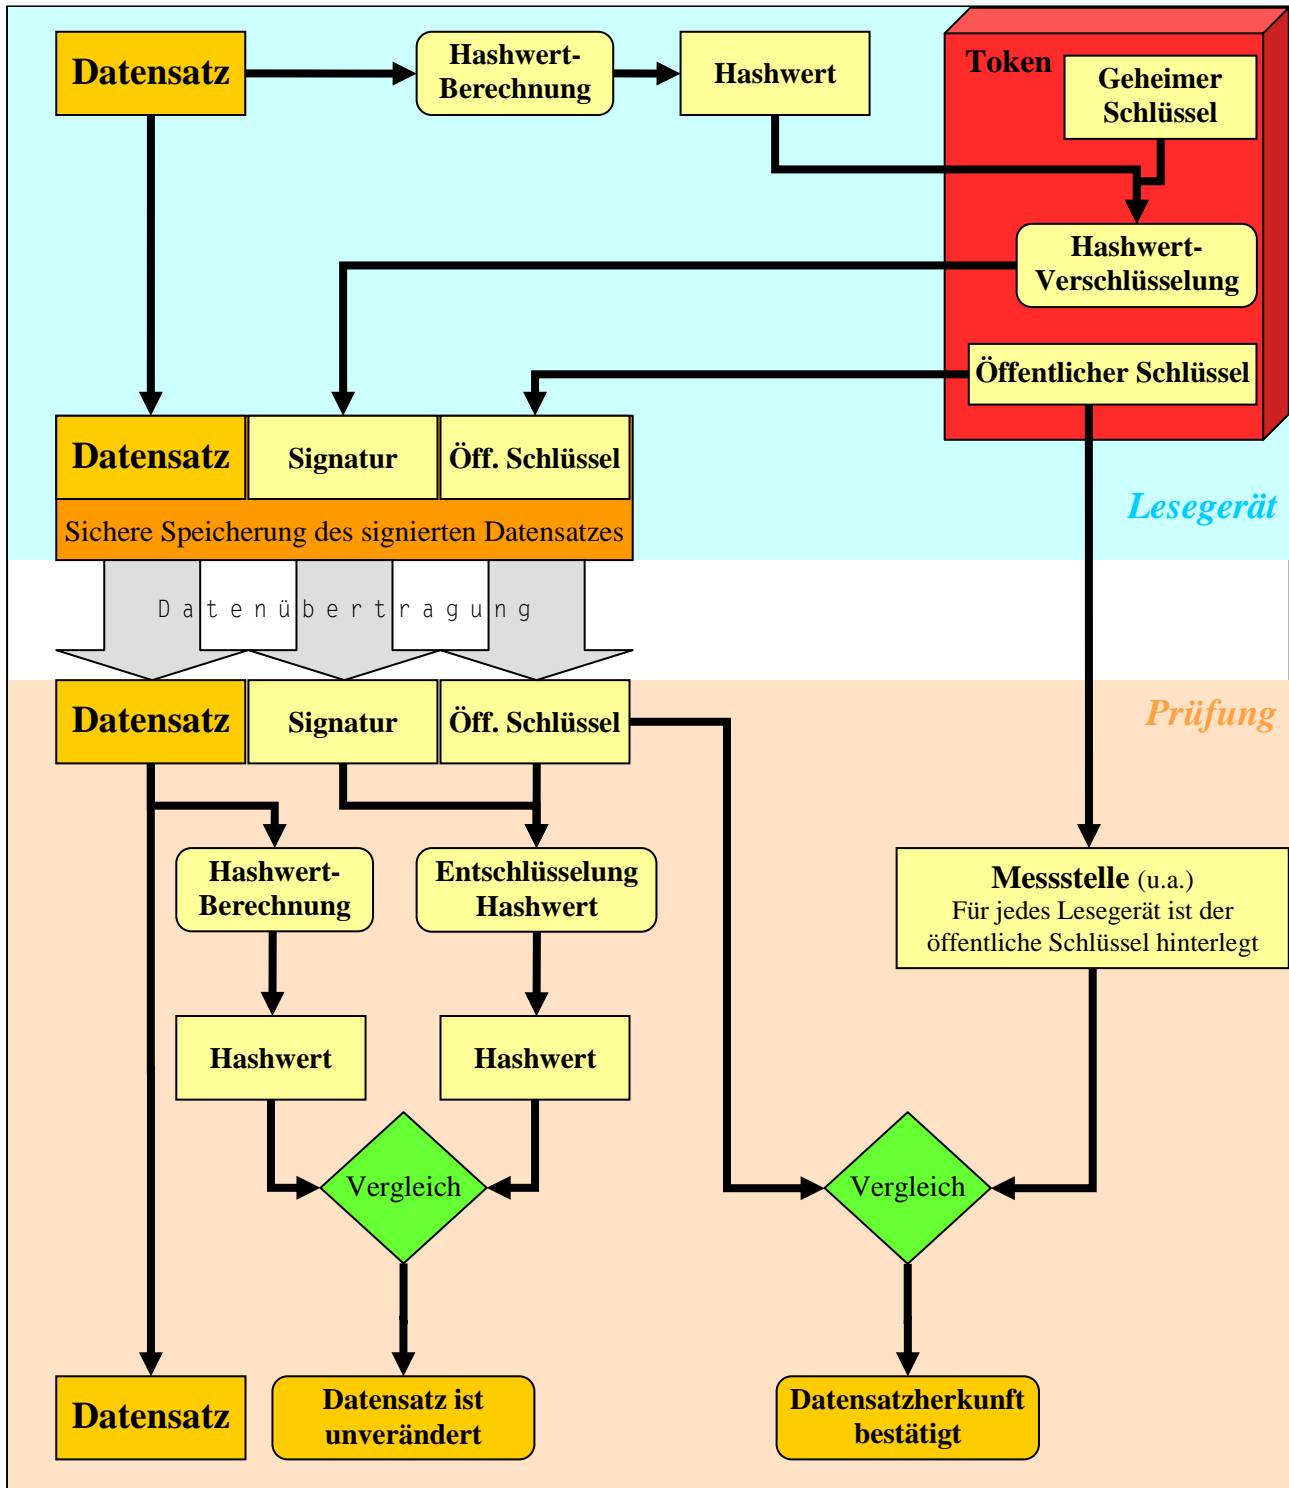 Datensatz
Hashwert-
Berechnung
Hashwert
Token
Geheimer
Schlüssel
Hashwert-
Verschlüsselung
Öffentlicher Schlüssel
Datensatz
Signatur
Öff. Schlüssel
Sichere Speicherung des signierten Datensatzes
Lesegerät
Datenübertragung
Datensatz
Signatur
Öff. Schlüssel
Prüfung
Hashwert-
Berechnung
Entschlüsselung
Hashwert
Messstelle (u.a.)
Für jedes Lesegerät ist der
öffentliche Schlüssel hinterlegt
Hashwert
Hashwert
Vergleich
Vergleich
Datensatz
Datensatz ist
unverändert
Datensatzherkunft
bestätigt